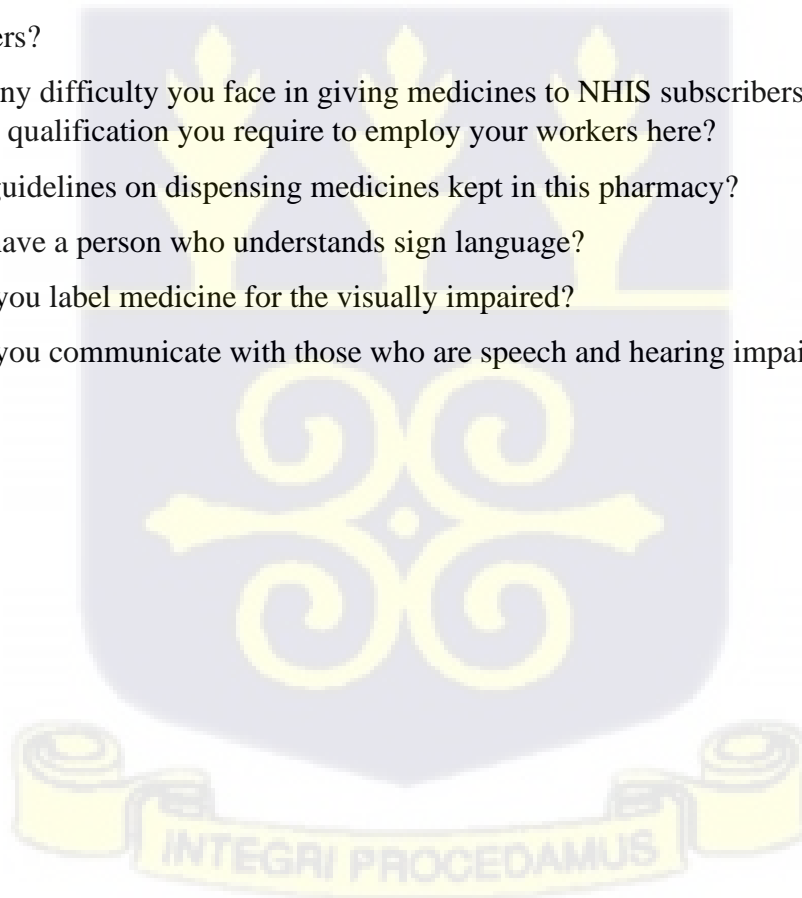 ers?
ny difficulty you face in giving medicines to NHIS subscribers
qualification you require to employ your workers here?
guidelines on dispensing medicines kept in this pharmacy?
have a person who understands sign language?
you label medicine for the visually impaired?
you communicate with those who are speech and hearing impai
INTEGRI PROCEDAMUS